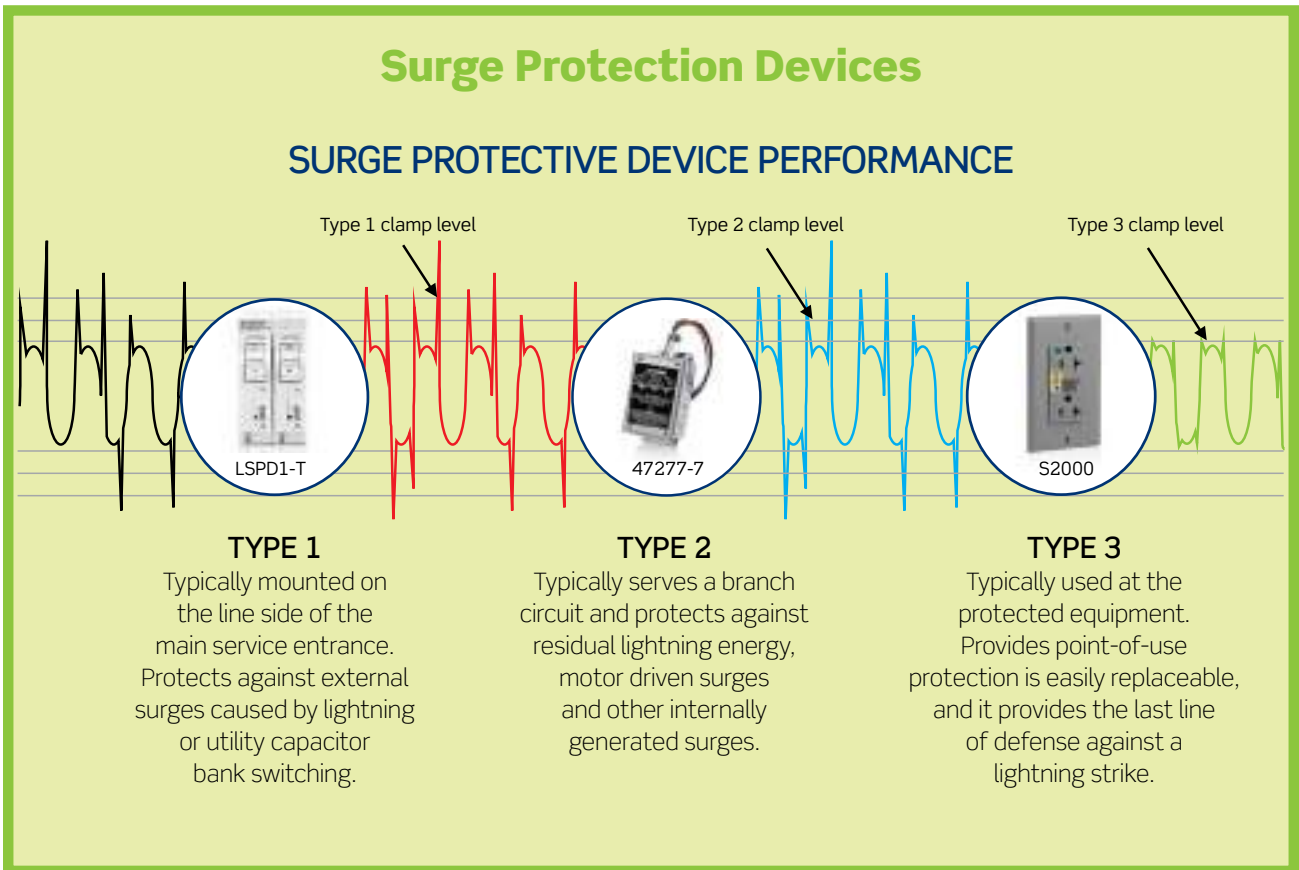 Surge Protection Devices
SURGE PROTECTIVE DEVICE PERFORMANCE
Type 1 clamp level
Type 2 clamp level
Type 3 clamp level
LSPD1-T
47277-7
S2000
TYPE 1
Typically mounted on
the line side of the
main service entrance.
Protects against external
surges caused by lightning
or utility capacitor
bank switching.
TYPE 2
Typically serves a branch
circuit and protects against
residual lightning energy,
motor driven surges
and other internally
generated surges.
TYPE 3
Typically used at the
protected equipment.
Provides point-of-use
protection is easily replaceable,
and it provides the last line
of defense against a
lightning strike.